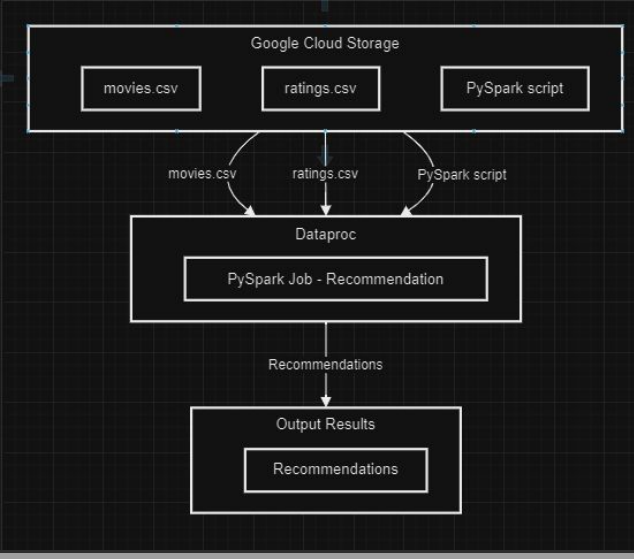 Google Cloud Storage
movies.csv
ratings.csv
PySpark script
movies.csv
ratings.csv
PySpark script
Dataproc
PySpark Job - Recommendation
Recommendations
Output Results
Recommendations